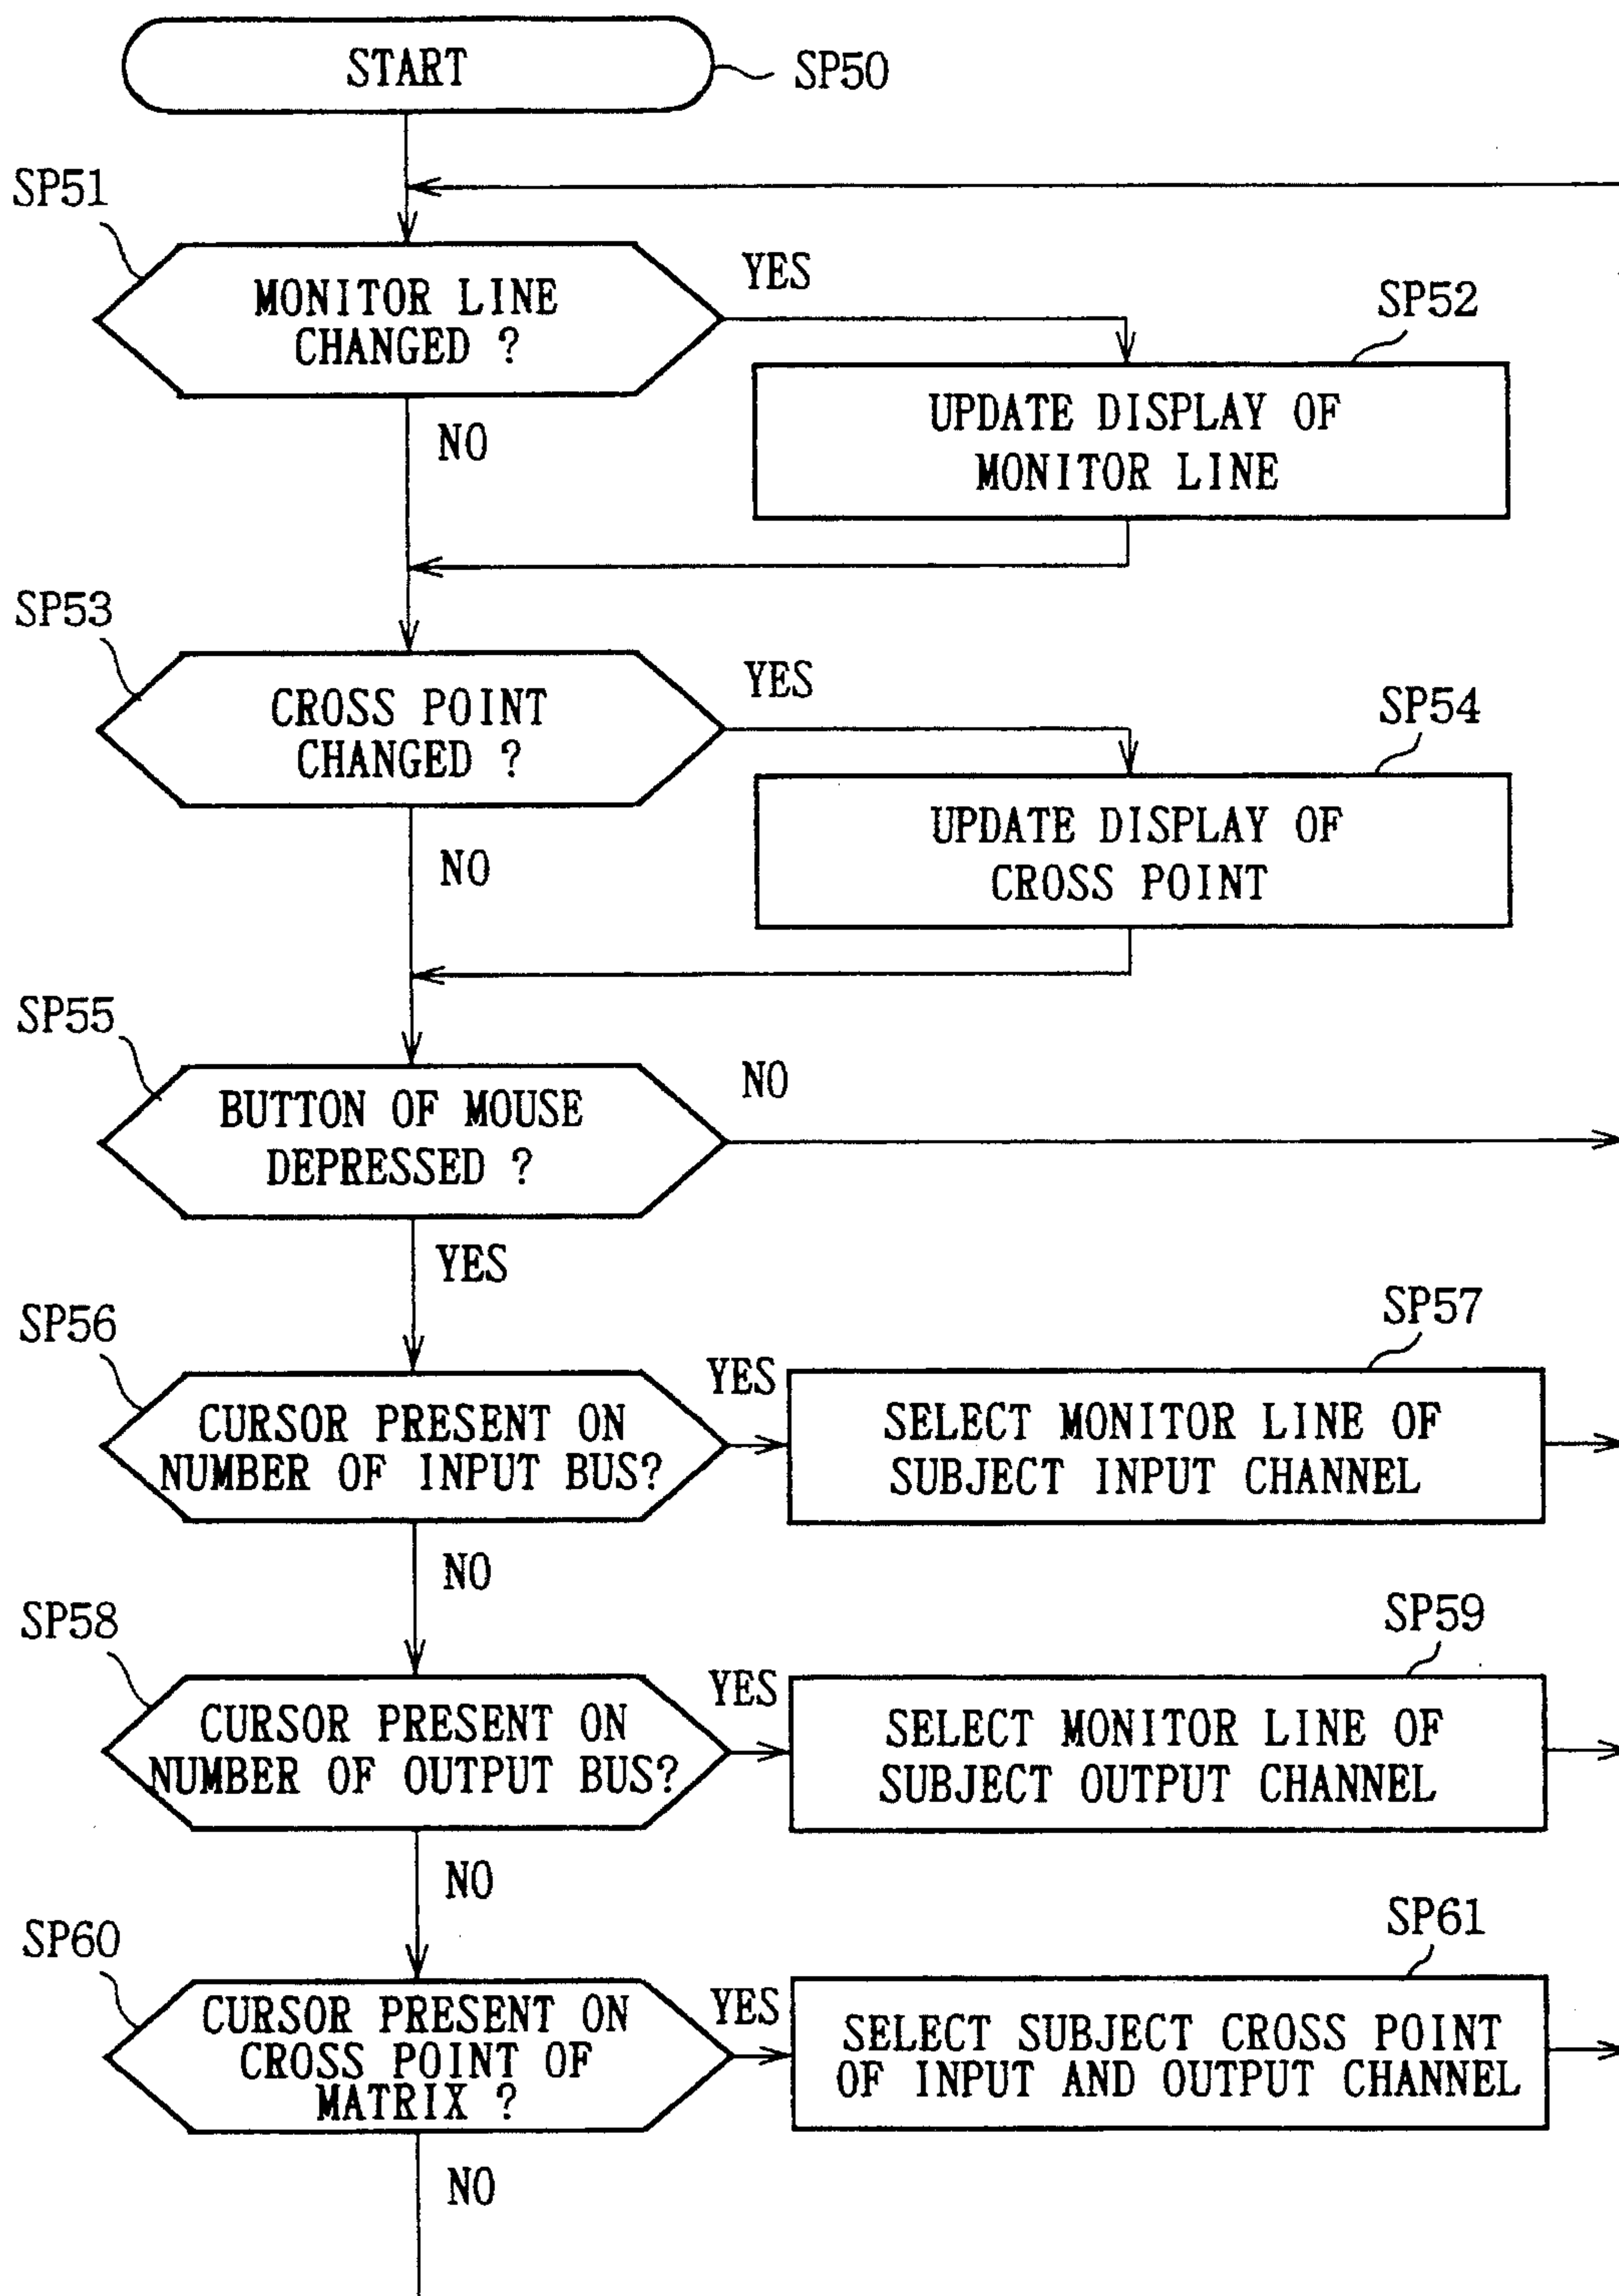 START
SP50
SP51
MONITOR LINE
CHANGED ?
YES
NO
SP52
UPDATE DISPLAY OF
MONITOR LINE
SP53
CROSS POINT
CHANGED ?
YES
NO
SP54
UPDATE DISPLAY OF
CROSS POINT
SP55
BUTTON OF MOUSE
DEPRESSED ?
NO
YES
SP56
CURSOR PRESENT ON
NUMBER OF INPUT BUS?
YES
NO
SP57
SELECT MONITOR LINE OF
SUBJECT INPUT CHANNEL
SP58
CURSOR PRESENT ON
NUMBER OF OUTPUT BUS?
YES
NO
SP59
SELECT MONITOR LINE OF
SUBJECT OUTPUT CHANNEL
SP60
CURSOR PRESENT ON
CROSS POINT OF
MATRIX ?
YES
NO
SP61
SELECT SUBJECT CROSS POINT
OF INPUT AND OUTPUT CHANNEL